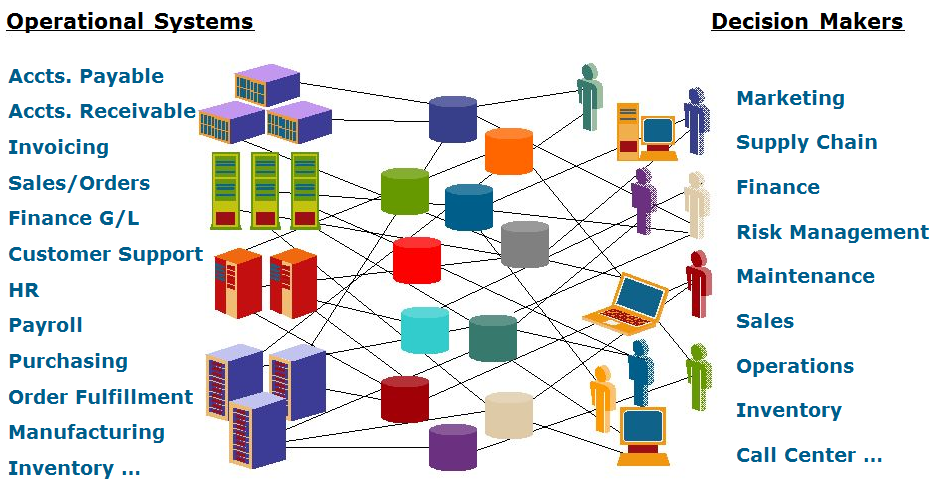 Operational Systems
Accts. Payable
Accts. Receivable
Invoicing
Sales/Orders
Finance G/L
Customer Support
HR
Payroll
Purchasing
Order Fulfillment
Manufacturing
Inventory ...
Decision Makers
Marketing
Supply Chain
Finance
Risk Management
Maintenance
Sales
Operations
Inventory
Call Center ...